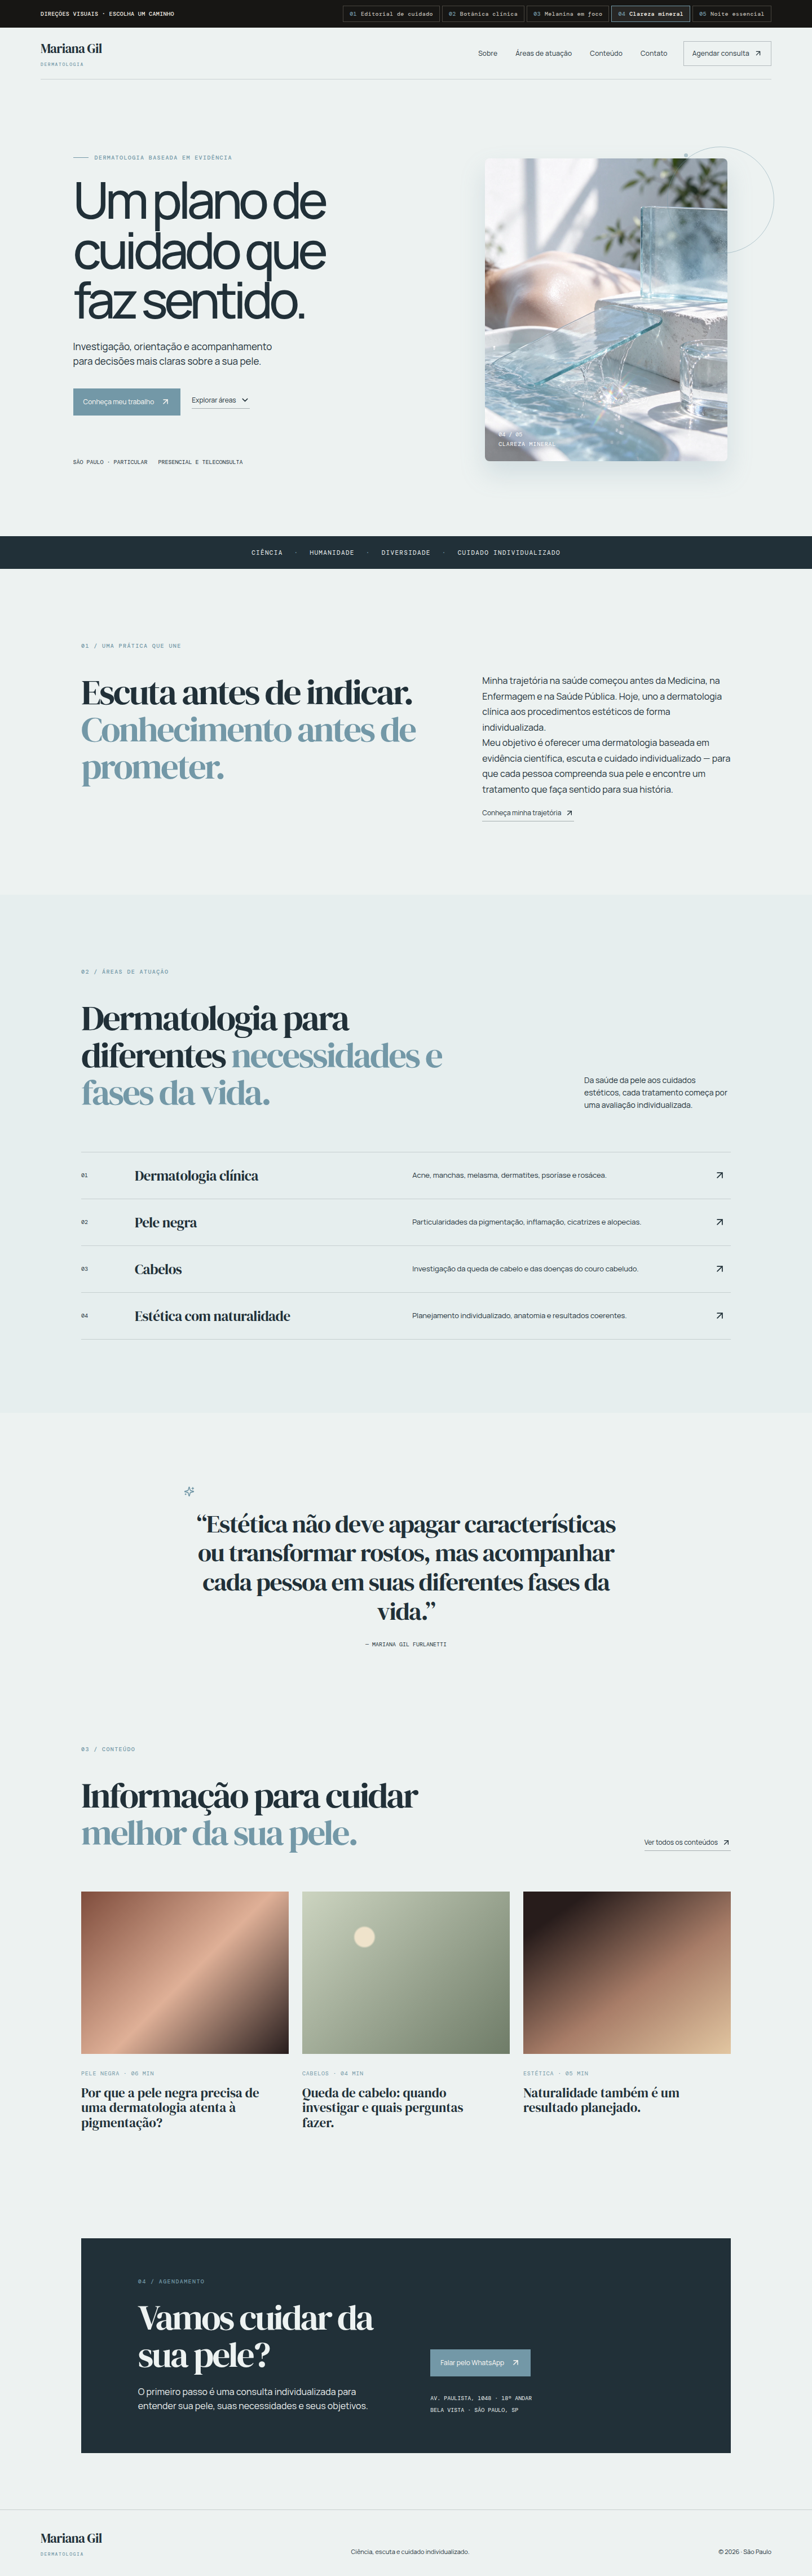 DIREÇÕES VISUAIS · ESCOLHA UM CAMINHO
01 Editorial de cuidado
02 Botânica clínica
03 Melanina em foco
04 Clareza mineral
05 Noite essencial
Mariana Gil
DERMATOLOGIA
Sobre
Áreas de atuação
Conteúdo
Contato
Agendar consulta
DERMATOLOGIA BASEADA EM EVIDÊNCIA
Um plano de
cuidado que
faz sentido.
Investigação, orientação e acompanhamento
para decisões mais claras sobre a sua pele.
Conheça meu trabalho
Explorar áreas
SÃO PAULO · PARTICULAR
PRESENCIAL E TELECONSULTA
04 / 05
CLAREZA MINERAL
CIÊNCIA · HUMANIDADE · DIVERSIDADE · CUIDADO INDIVIDUALIZADO
01 / UMA PRÁTICA QUE UNE
Escuta antes de indicar.
Conhecimento antes de
prometer.
Minha trajetória na saúde começou antes da Medicina, na
Enfermagem e na Saúde Pública. Hoje, uno a dermatologia
clínica aos procedimentos estéticos de forma
individualizada.
Meu objetivo é oferecer uma dermatologia baseada em
evidência científica, escuta e cuidado individualizado — para
que cada pessoa compreenda sua pele e encontre um
tratamento que faça sentido para sua história.
Conheça minha trajetória
02 / ÁREAS DE ATUAÇÃO
Dermatologia para
diferentes necessidades e
fases da vida.
Da saúde da pele aos cuidados
estéticos, cada tratamento começa por
uma avaliação individualizada.
01
Dermatologia clínica
Acne, manchas, melasma, dermatites, psoríase e rosácea.
02
Pele negra
Particularidades da pigmentação, inflamação, cicatrizes e alopecias.
03
Cabelos
Investigação da queda de cabelo e das doenças do couro cabeludo.
04
Estética com naturalidade
Planejamento individualizado, anatomia e resultados coerentes.
“Estética não deve apagar características
ou transformar rostos, mas acompanhar
cada pessoa em suas diferentes fases da
vida.”
— MARIANA GIL FURLANETTI
03 / CONTEÚDO
Informação para cuidar
melhor da sua pele.
Ver todos os conteúdos
PELE NEGRA · 06 MIN
Por que a pele negra precisa de
uma dermatologia atenta à
pigmentação?
CABELOS · 04 MIN
Queda de cabelo: quando
investigar e quais perguntas
fazer.
ESTÉTICA · 05 MIN
Naturalidade também é um
resultado planejado.
04 / AGENDAMENTO
Vamos cuidar da
sua pele?
O primeiro passo é uma consulta individualizada para
entender sua pele, suas necessidades e seus objetivos.
Falar pelo WhatsApp
AV. PAULISTA, 1048 · 18º ANDAR
BELA VISTA · SÃO PAULO, SP
Mariana Gil
DERMATOLOGIA
Ciência, escuta e cuidado individualizado.
© 2026 · São Paulo